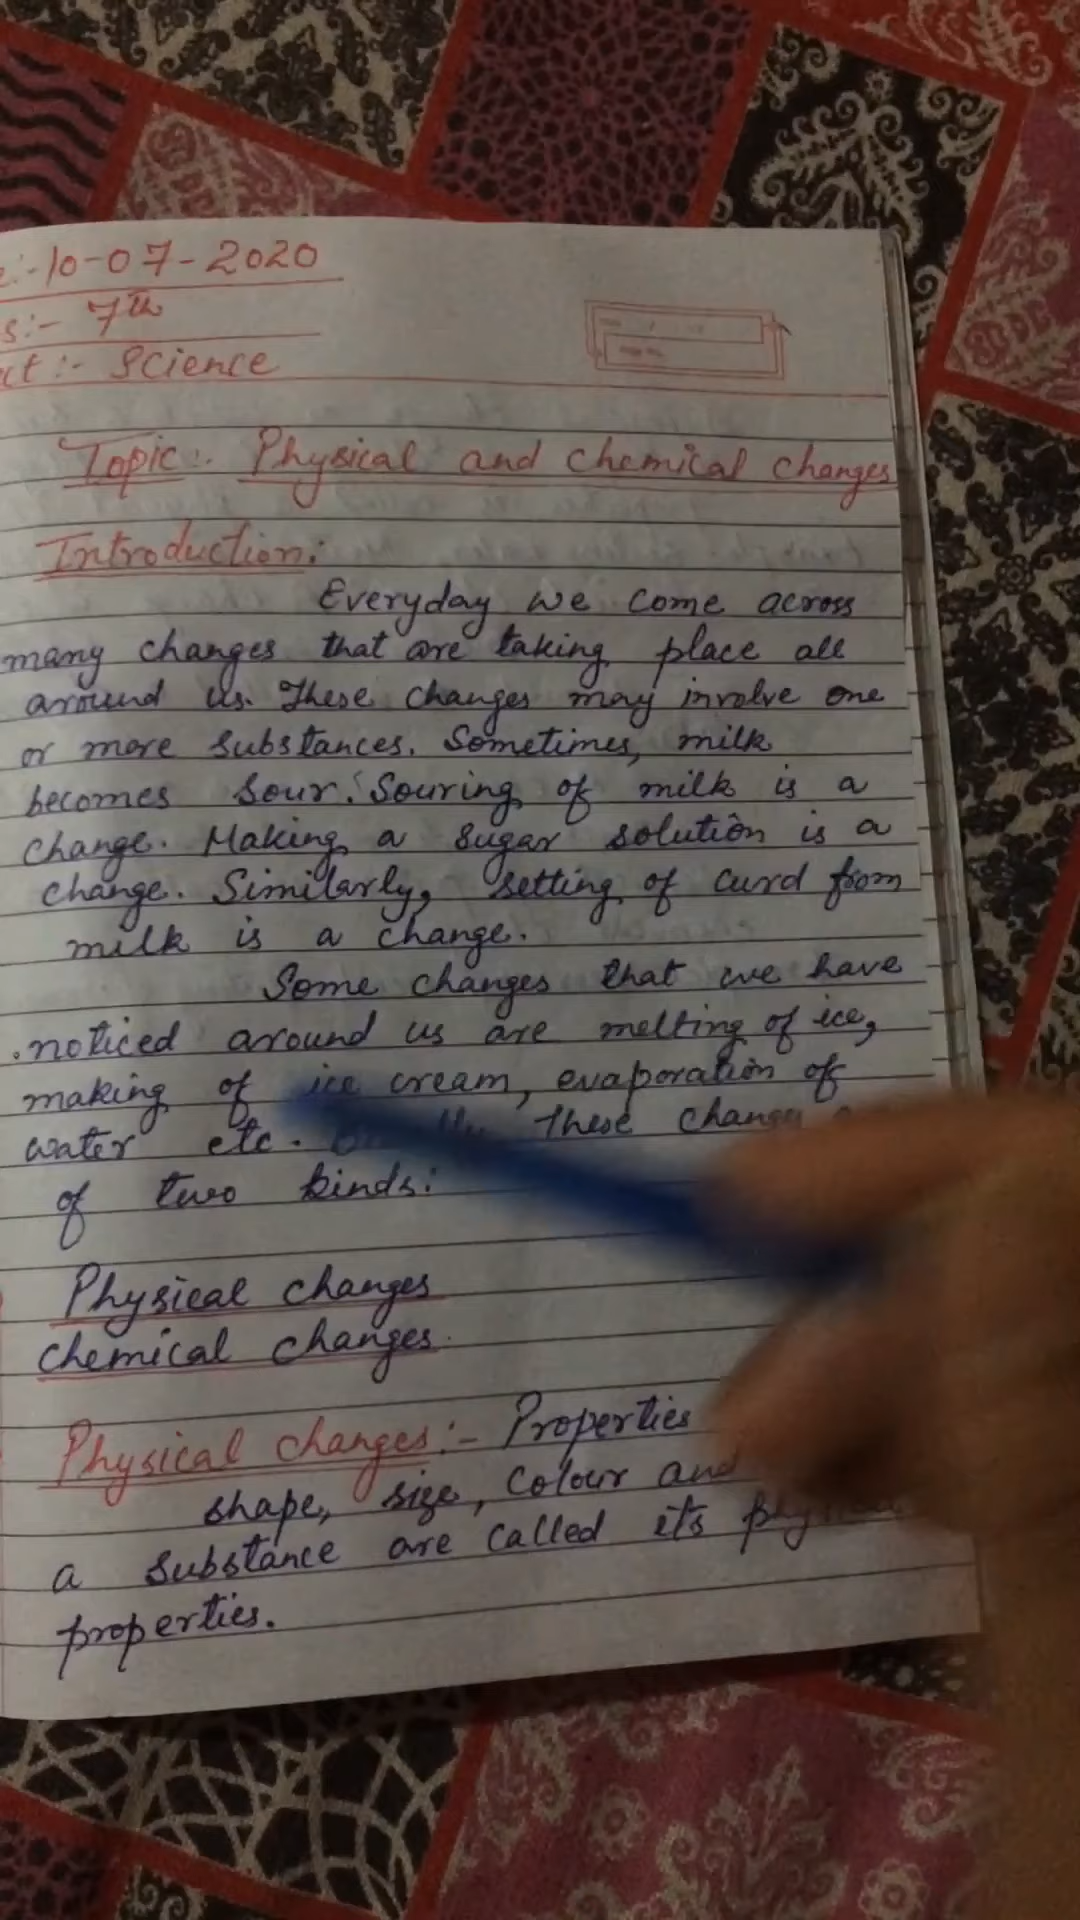 e:-10-07-2020
s:- 7th
ct:- Science
Topic:- Physical and chemical changes
Introduction:
Everyday we come across
many changes that are taking place all
around us. These changes may involve one
or more substances. Sometimes, milk
becomes sour. Souring of milk is a
change. Making a sugar solution is a
change. Similarly, setting of curd from
milk is a change.
Some changes that we have
noticed around us are melting of ice,
making of ice cream, evaporation of
water etc. these
of two kinds:
Physical changes
chemical changes.
Physical changes:- Properties
shape, size, colour and
a substance are called its
properties.